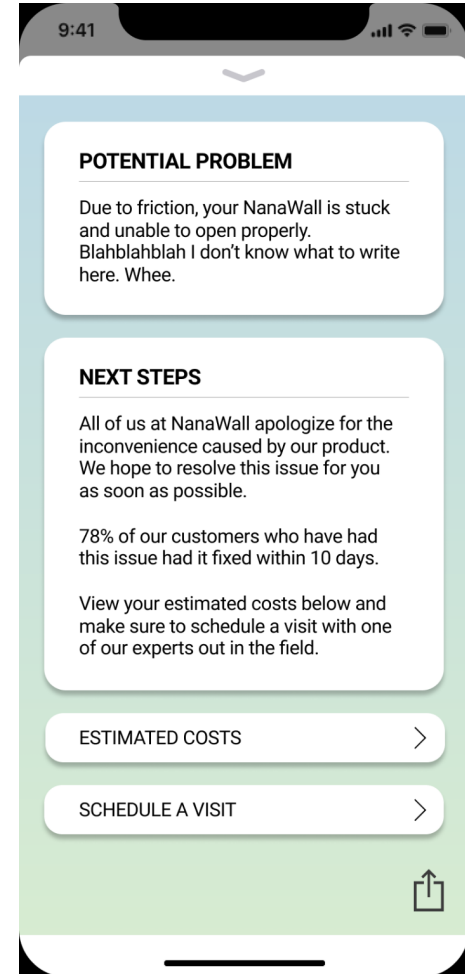 9:41
POTENTIAL PROBLEM
Due to friction, your NanaWall is stuck
and unable to open properly.
Blahblahblah I don’t know what to write
here. Whee.
NEXT STEPS
All of us at NanaWall apologize for the
inconvenience caused by our product.
We hope to resolve this issue for you
as soon as possible.
78% of our customers who have had
this issue had it fixed within 10 days.
View your estimated costs below and
make sure to schedule a visit with one
of our experts out in the field.
ESTIMATED COSTS
SCHEDULE A VISIT